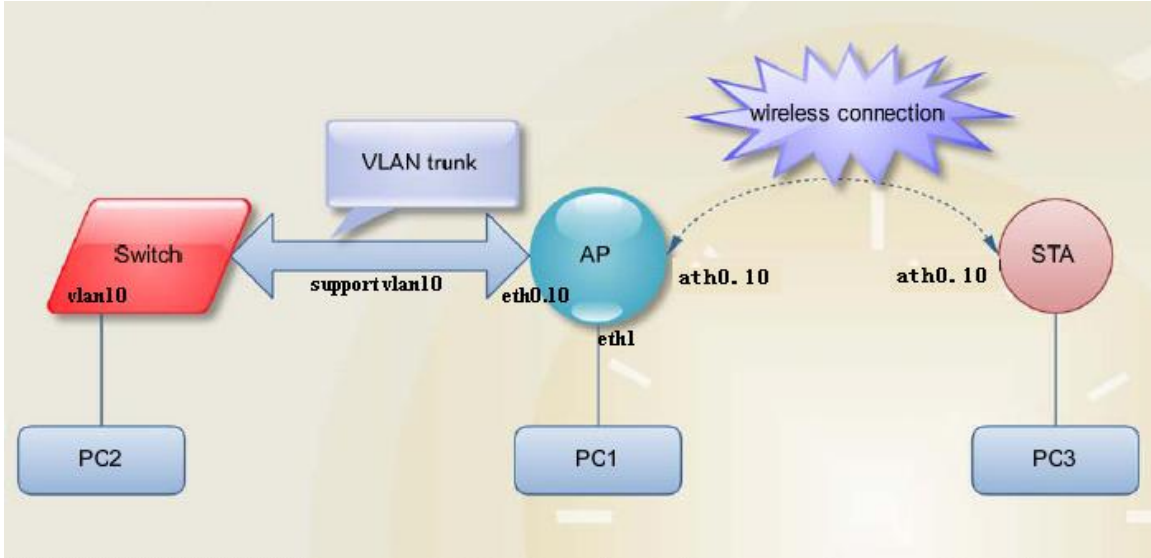 wireless connection
VLAN trunk
Switch
vlan10
support vlan10
eth0.10
AP
eth1
ath0.10
ath0.10
STA
PC2
PC1
PC3